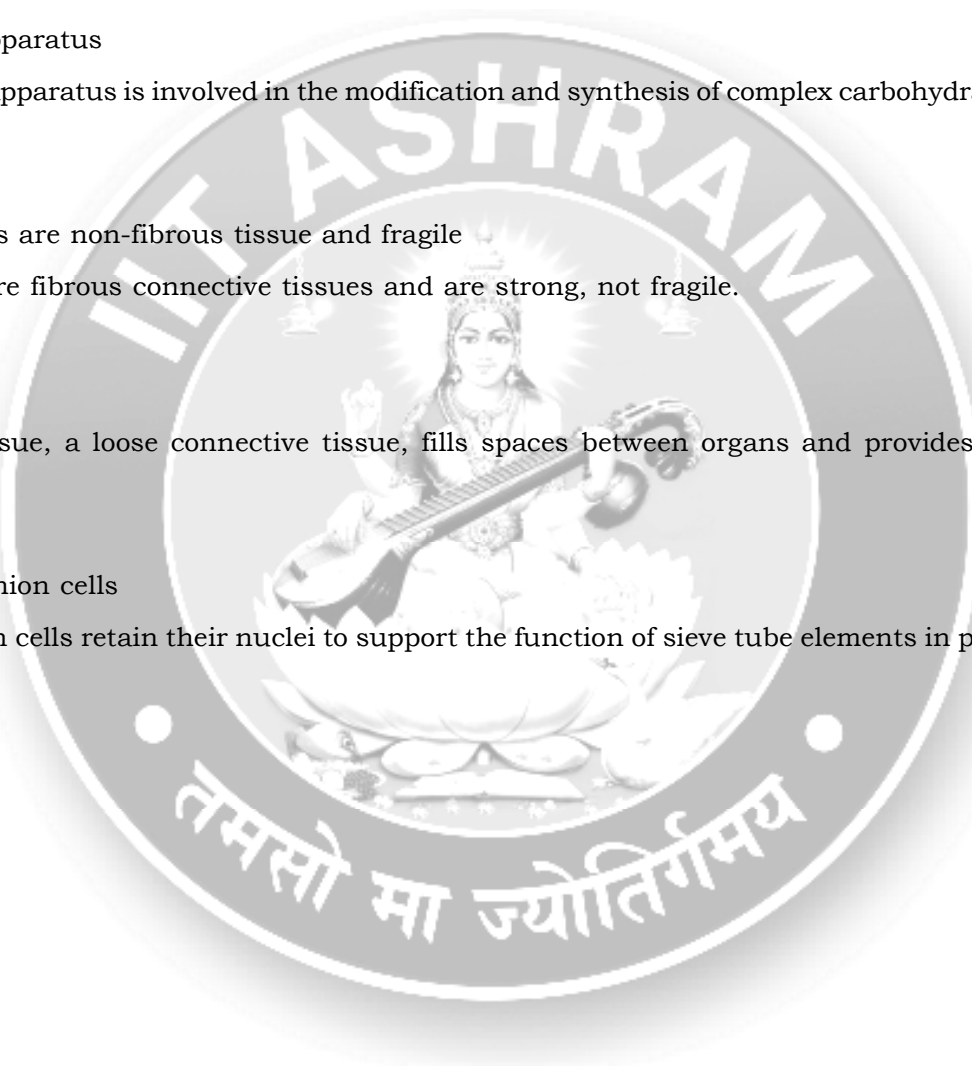 pparatus
pparatus is involved in the modification and synthesis of complex carbohydr
IIT ASHRAM
s are non-fibrous tissue and fragile
re fibrous connective tissues and are strong, not fragile.
sue, a loose connective tissue, fills spaces between organs and provides
nion cells
n cells retain their nuclei to support the function of sieve tube elements in p
तमसो मा ज्योतिर्गमय